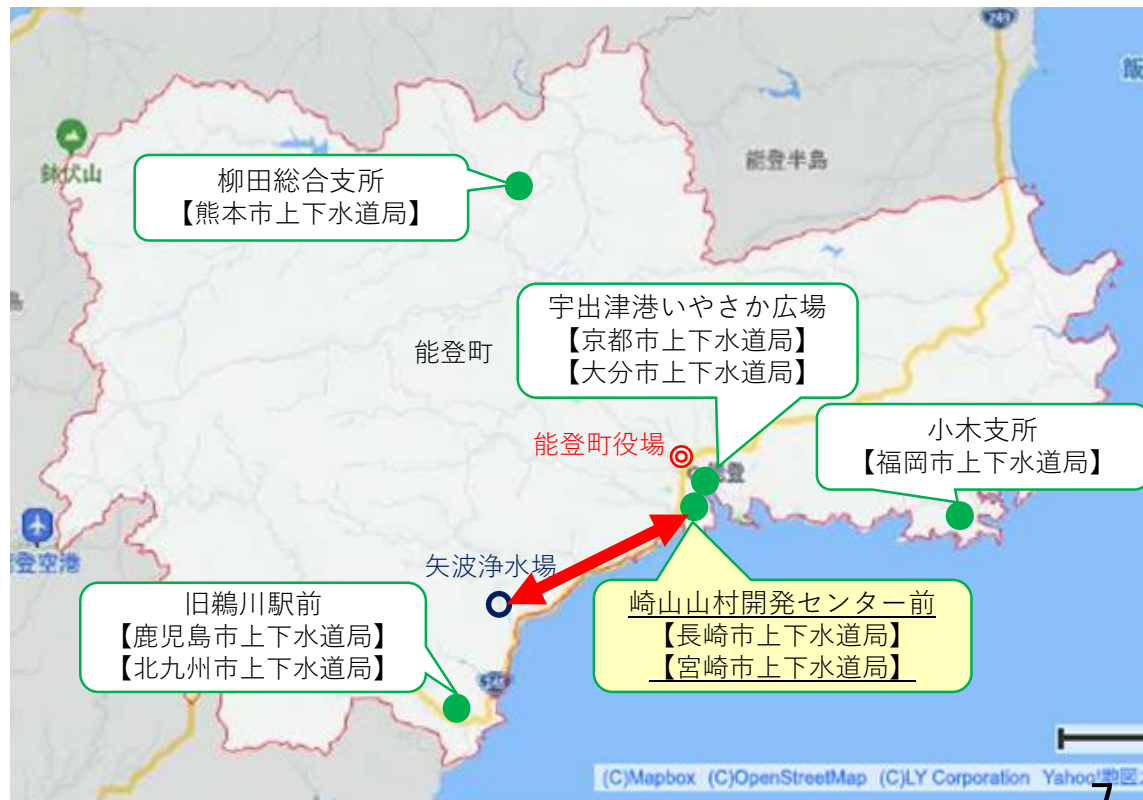 249
飯
鉢伏山
能登半島
柳田総合支所
【熊本市上下水道局】
島
宇出津港いやさか広場
【京都市上下水道局】
【大分市上下水道局】
能登町
小木支所
【福岡市上下水道局】
能登町役場
能登
登空港
矢波浄水場
旧鵜川駅前
【鹿児島市上下水道局】
【北九州市上下水道局】
崎山山村開発センター前
【長崎市上下水道局】
【宮崎市上下水道局】
(C)Mapbox (C)OpenStreetMap (C)LY Corporation Yahoo!地図
7